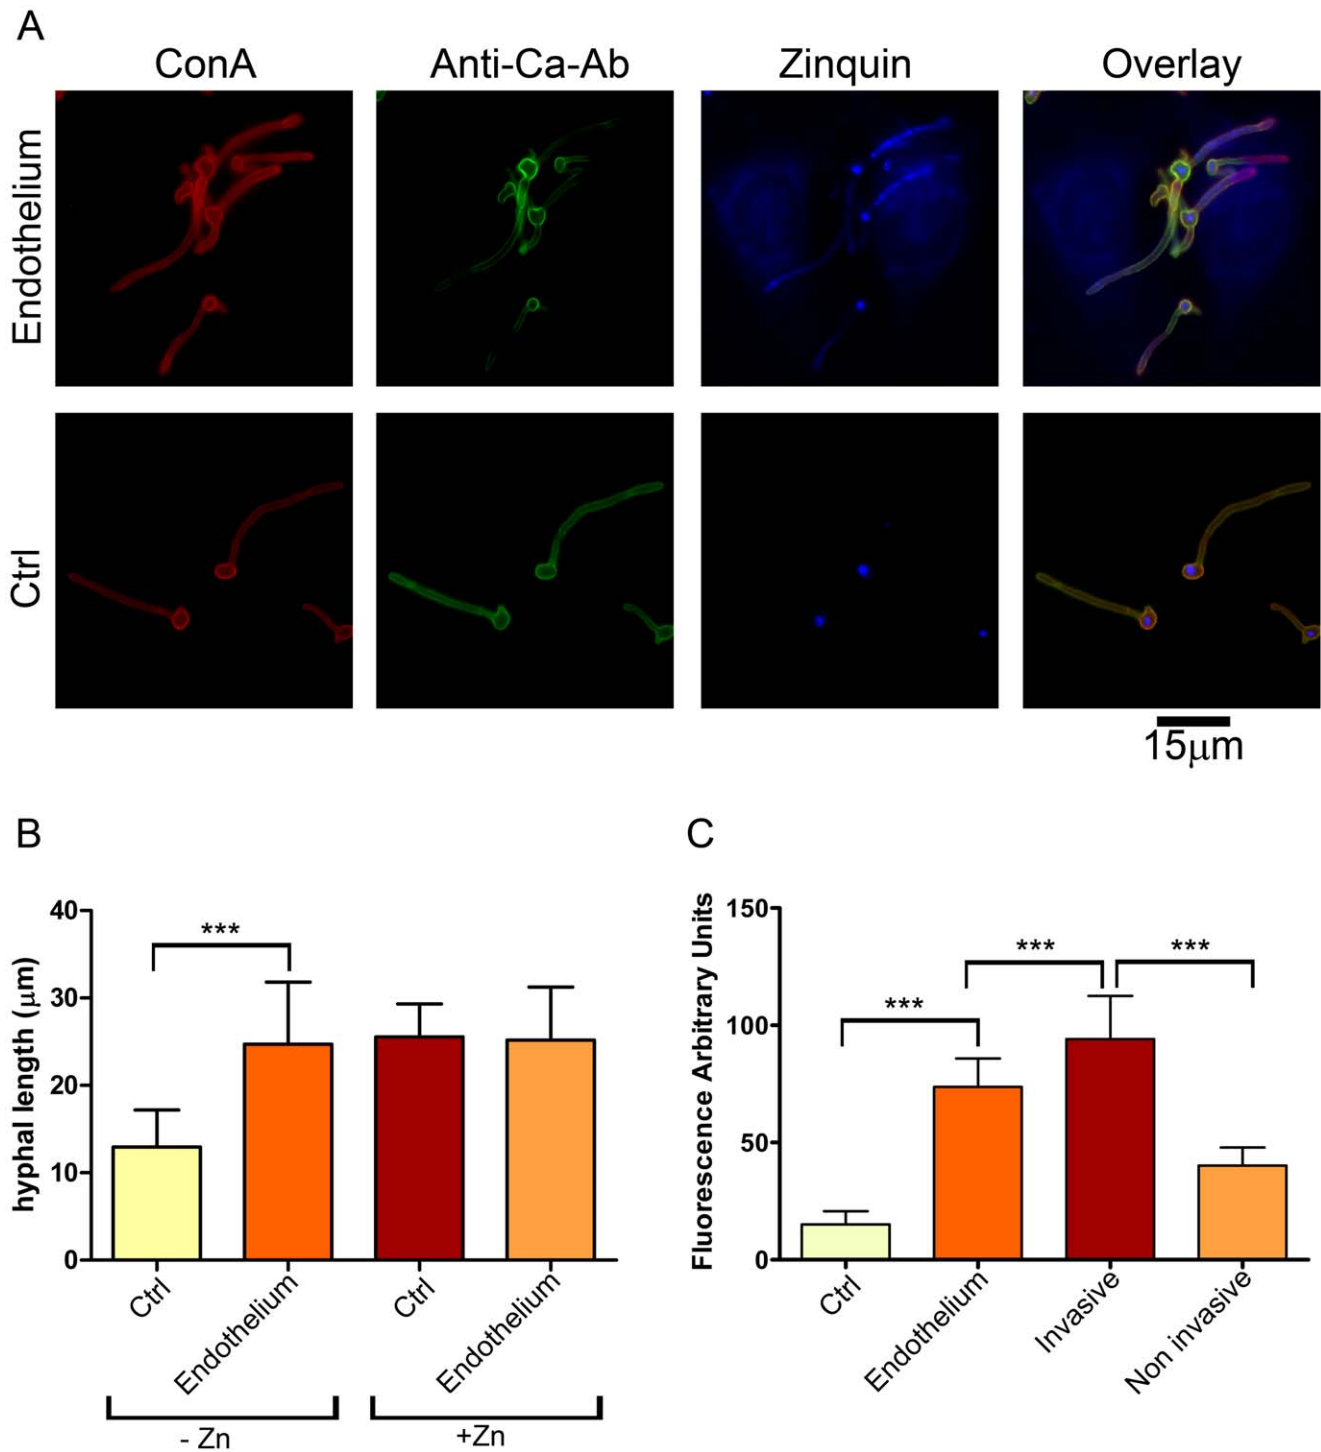 A
ConA Anti-Ca-Ab Zinquin Overlay
Endothelium
Ctrl
15μm
B
hyphal length (μm)
40
30
20
10
0
***
Ctrl Endothelium Ctrl Endothelium
- Zn +Zn
C
Fluorescence Arbitrary Units
150
100
50
0
*** *** ***
Ctrl Endothelium Invasive Non invasive